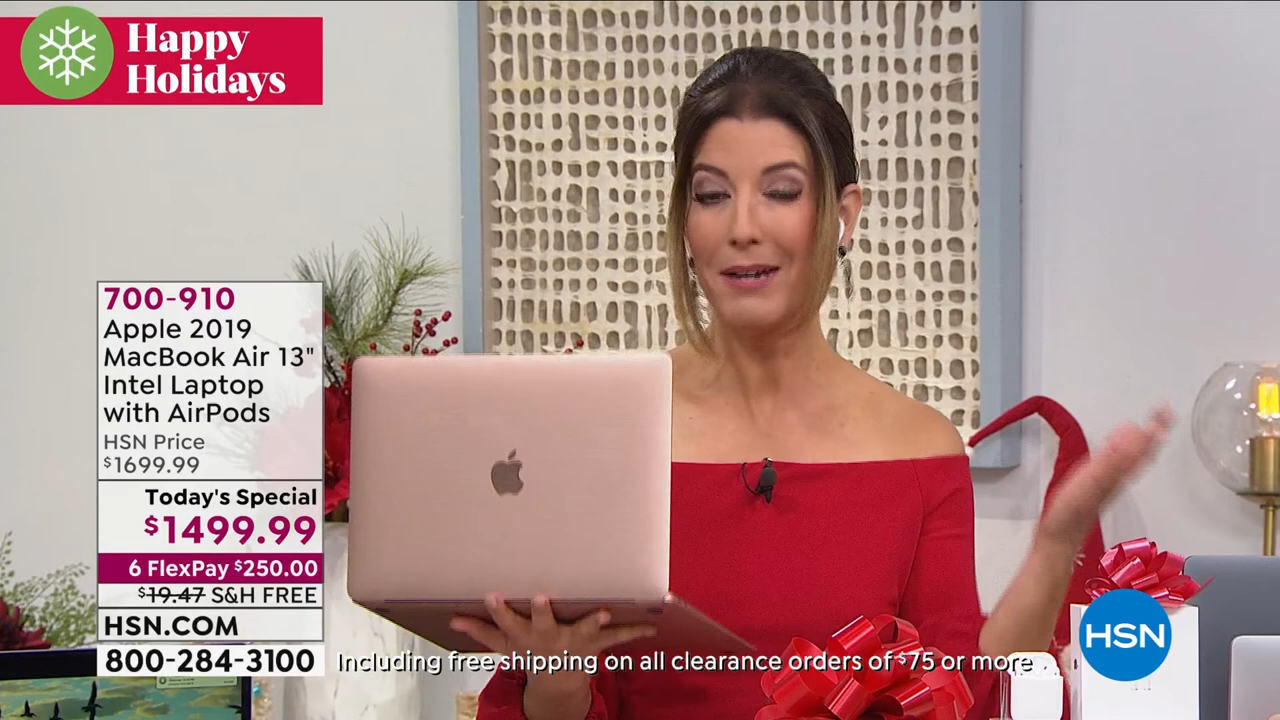 Happy
Holidays
700-910
Apple 2019
MacBook Air 13"
Intel Laptop
with AirPods
HSN Price
$1699.99
Today's Special
$1499.99
6 FlexPay $250.00
$19.47 S&H FREE
HSN.COM
800-284-3100
Including free shipping on all clearance orders of $75 or more
HSN